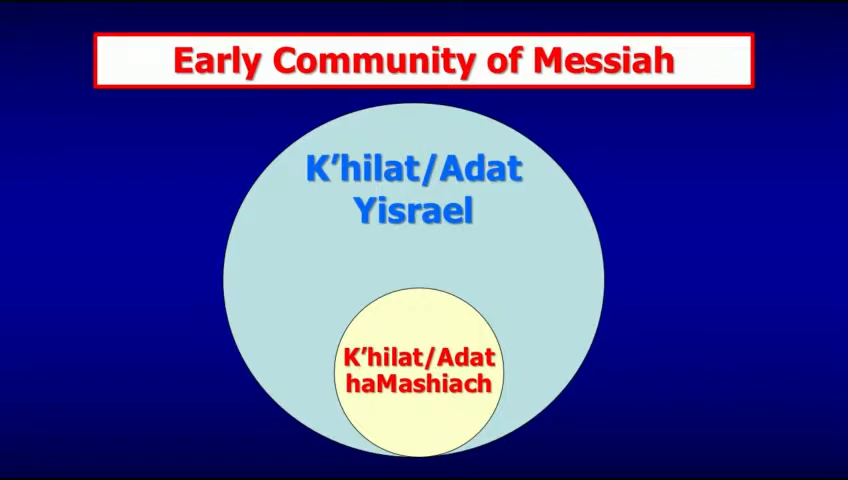 Early Community of Messiah
K’hilat/Adat
Yisrael
K’hilat/Adat
haMashiach